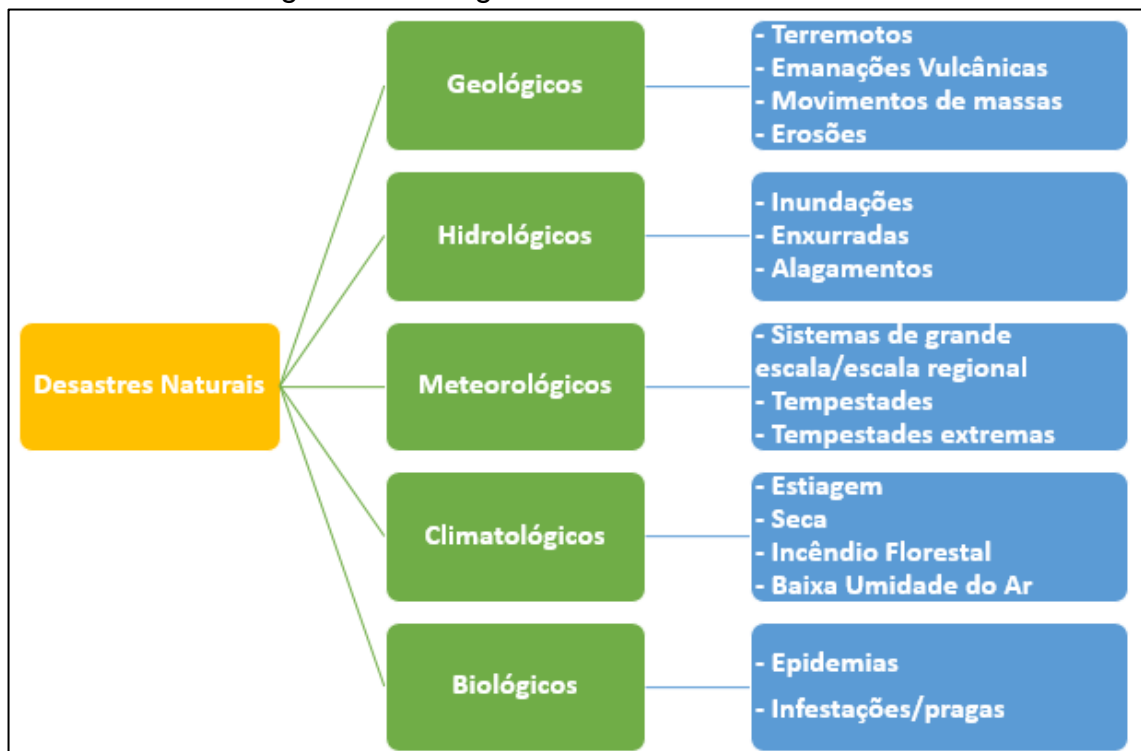 Geológicos
- Terremotos
- Emanações Vulcânicas
- Movimentos de massas
- Erosões
Hidrológicos
- Inundações
- Enxurradas
- Alagamentos
Desastres Naturais
Meteorológicos
- Sistemas de grande
escala/escala regional
- Tempestades
- Tempestades extremas
Climatológicos
- Estiagem
- Seca
- Incêndio Florestal
- Baixa Umidade do Ar
Biológicos
- Epidemias
- Infestações/pragas